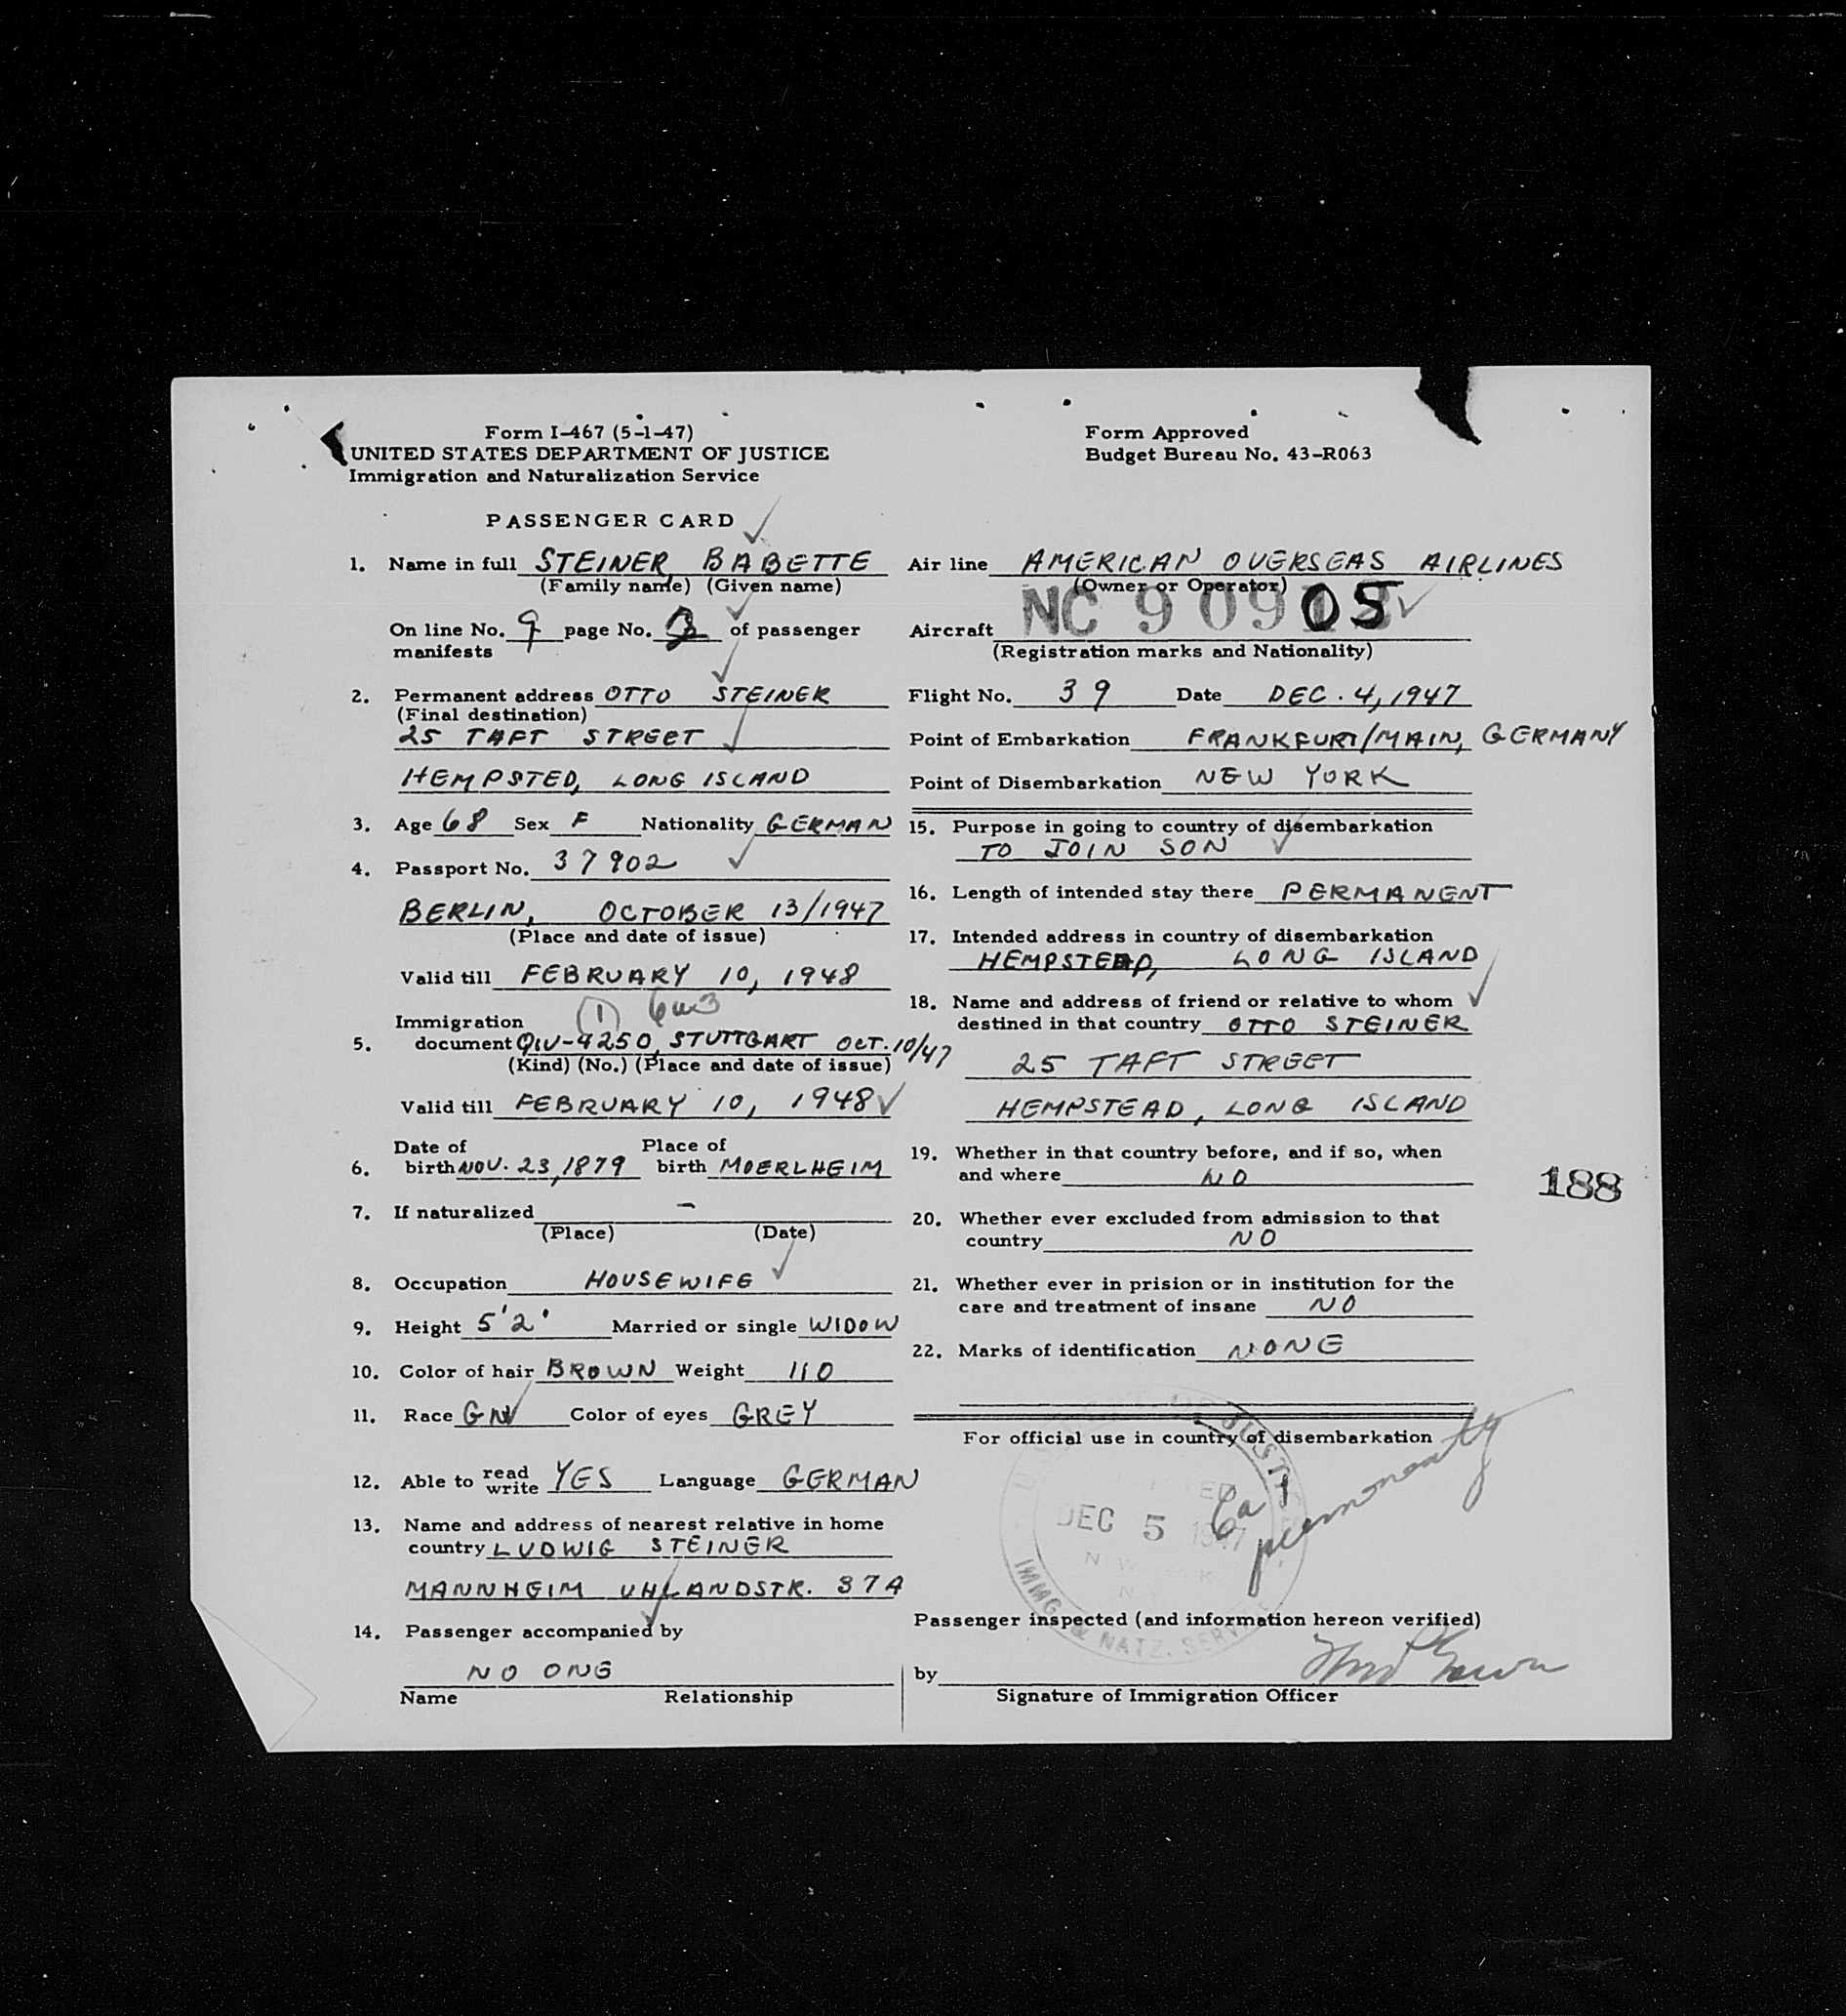 Form I-467 (5-1-47)
UNITED STATES DEPARTMENT OF JUSTICE
Immigration and Naturalization Service
PASSENGER CARD
1. Name in full STEINER BABETTE
(Family name) (Given name)
On line No. 9 page No. of passenger
manifests
2. Permanent address OTTO STEINER
(Final destination)
25 TAFT STREET
HEMPSTED, LONG ISLAND
3. Age 68 Sex F Nationality GERMAN
4. Passport No. 37902
BERLIN, OCTOBER 13/1947
(Place and date of issue)
Valid till FEBRUARY 10, 1948
(1) 6u3
Immigration
5. document QIV-4250, STUTTGART OCT. 10/47
(Kind) (No.) (Place and date of issue)
Valid till FEBRUARY 10, 1948
Date of Place of
6. birth NOV. 23, 1879 birth MOERLHEIM
7. If naturalized -
(Place) (Date)
8. Occupation HOUSEWIFE
9. Height 5'2' Married or single WIDOW
10. Color of hair BROWN Weight 110
11. Race Color of eyes GREY
12. Able to read write YES Language GERMAN
13. Name and address of nearest relative in home
country LUDWIG STEINER
MANNHEIM UHLANDSTR. 37A
14. Passenger accompanied by
NO ONE
Name Relationship
Form Approved
Budget Bureau No. 43-R063
Air line AMERICAN OVERSEAS AIRLINES
(Owner or Operator)
Aircraft NC 90905
(Registration marks and Nationality)
Flight No. 39 Date DEC. 4, 1947
Point of Embarkation FRANKFURT/MAIN, GERMANY
Point of Disembarkation NEW YORK
15. Purpose in going to country of disembarkation
TO JOIN SON
16. Length of intended stay there PERMANENT
17. Intended address in country of disembarkation
HEMPSTEAD, LONG ISLAND
18. Name and address of friend or relative to whom
destined in that country OTTO STEINER
25 TAFT STREET
HEMPSTEAD, LONG ISLAND
19. Whether in that country before, and if so, when
and where NO
188
20. Whether ever excluded from admission to that
country NO
21. Whether ever in prision or in institution for the
care and treatment of insane NO
22. Marks of identification NONE
For official use in country of disembarkation
JUST
DEC 5 1947
permanently
IMMIG & NATZ. SERV
Passenger inspected (and information hereon verified)
by
Signature of Immigration Officer